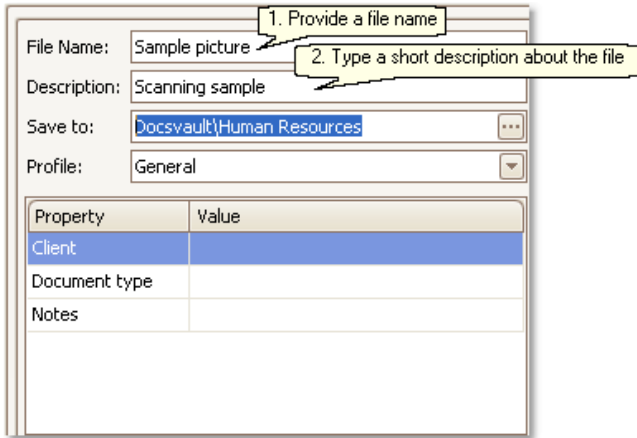 1. Provide a file name
File Name: Sample picture
2. Type a short description about the file
Description: Scanning sample
Save to: Docsvault\Human Resources ...
Profile: General
Property Value
Client
Document type
Notes